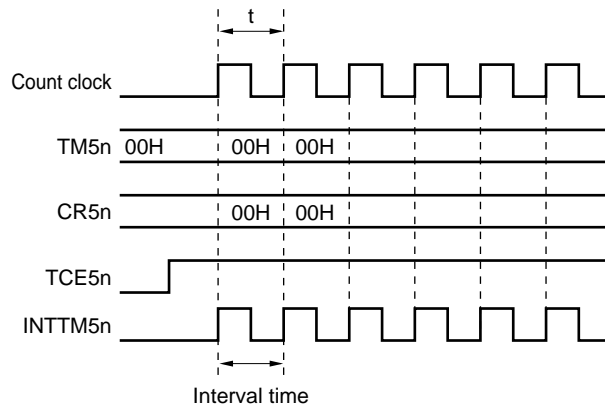 t
Count clock
TM5n 00H 00H 00H
CR5n 00H 00H
TCE5n
INTTM5n
Interval time